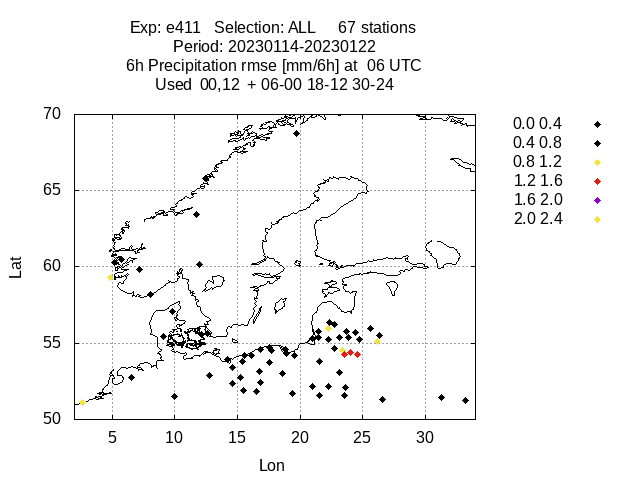 Exp: e411 Selection: ALL 67 stations
Period: 20230114-20230122
6h Precipitation rmse [mm/6h] at 06 UTC
Used 00,12 + 06-00 18-12 30-24
70
65
60
55
50
Lat
5 10 15 20 25 30
Lon
0.0 0.4
0.4 0.8
0.8 1.2
1.2 1.6
1.6 2.0
2.0 2.4